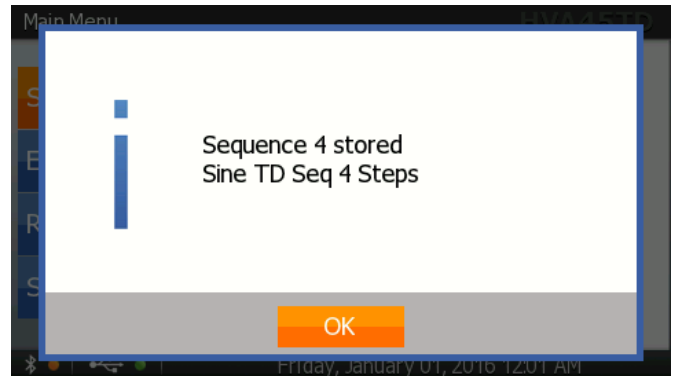 Main Menu
HVA45TD
S
Sequence 4 stored
Sine TD Seq 4 Steps
E
R
S
OK
Friday, January 01, 2016 12:01 AM